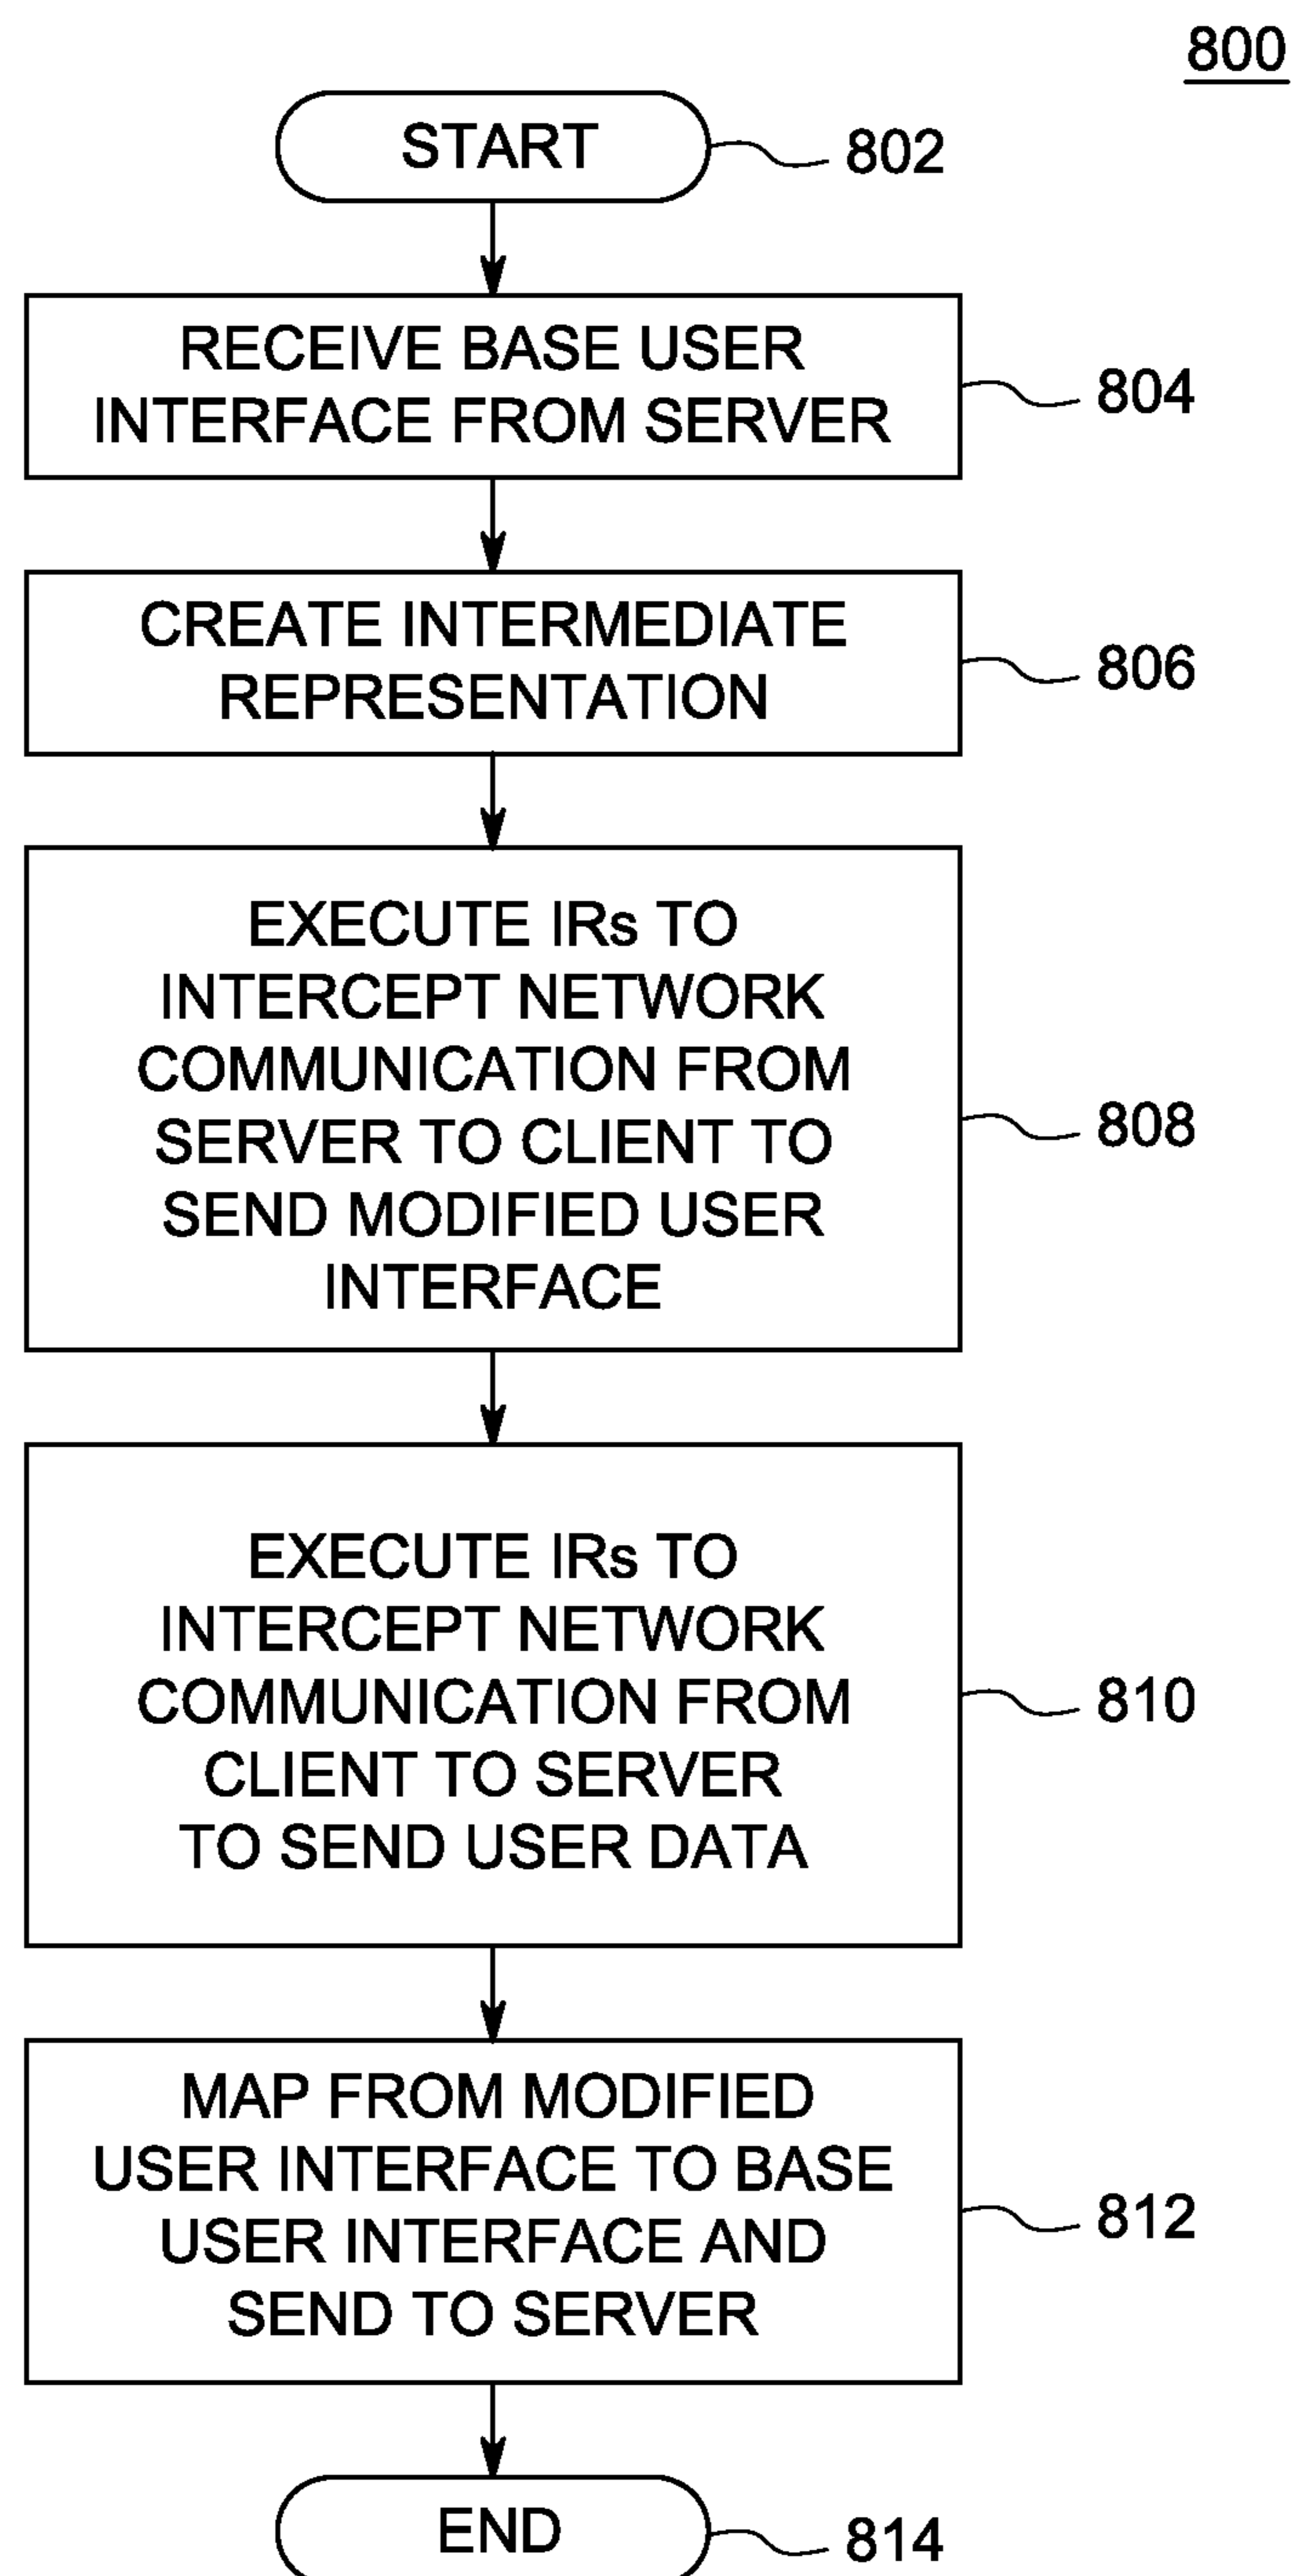 800
START
802
RECEIVE BASE USER
INTERFACE FROM SERVER
804
CREATE INTERMEDIATE
REPRESENTATION
806
EXECUTE IRs TO
INTERCEPT NETWORK
COMMUNICATION FROM
SERVER TO CLIENT TO
SEND MODIFIED USER
INTERFACE
808
EXECUTE IRs TO
INTERCEPT NETWORK
COMMUNICATION FROM
CLIENT TO SERVER
TO SEND USER DATA
810
MAP FROM MODIFIED
USER INTERFACE TO BASE
USER INTERFACE AND
SEND TO SERVER
812
END
814